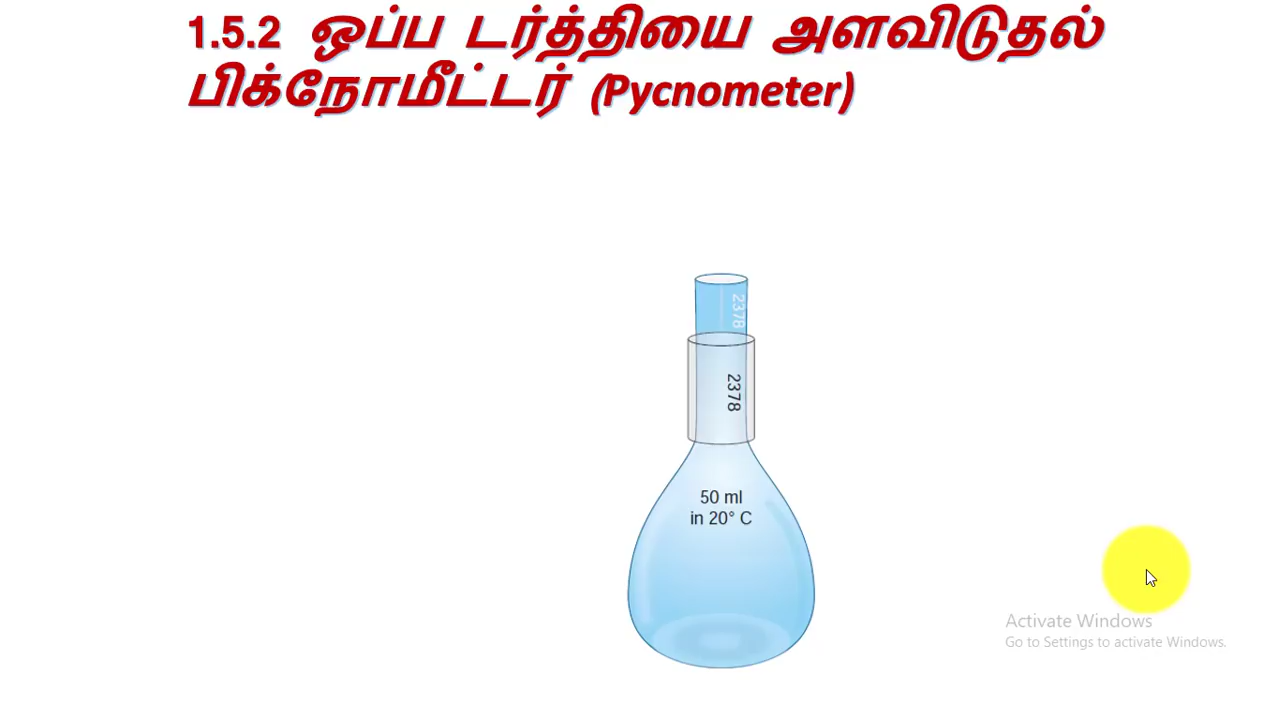 1.5.2 ஒப்ப டர்த்தியை அளவிடுதல்
பிக்நோமீட்டர் (Pycnometer)
2378
2378
50 ml
in 20° C
Activate Windows
Go to Settings to activate Windows.